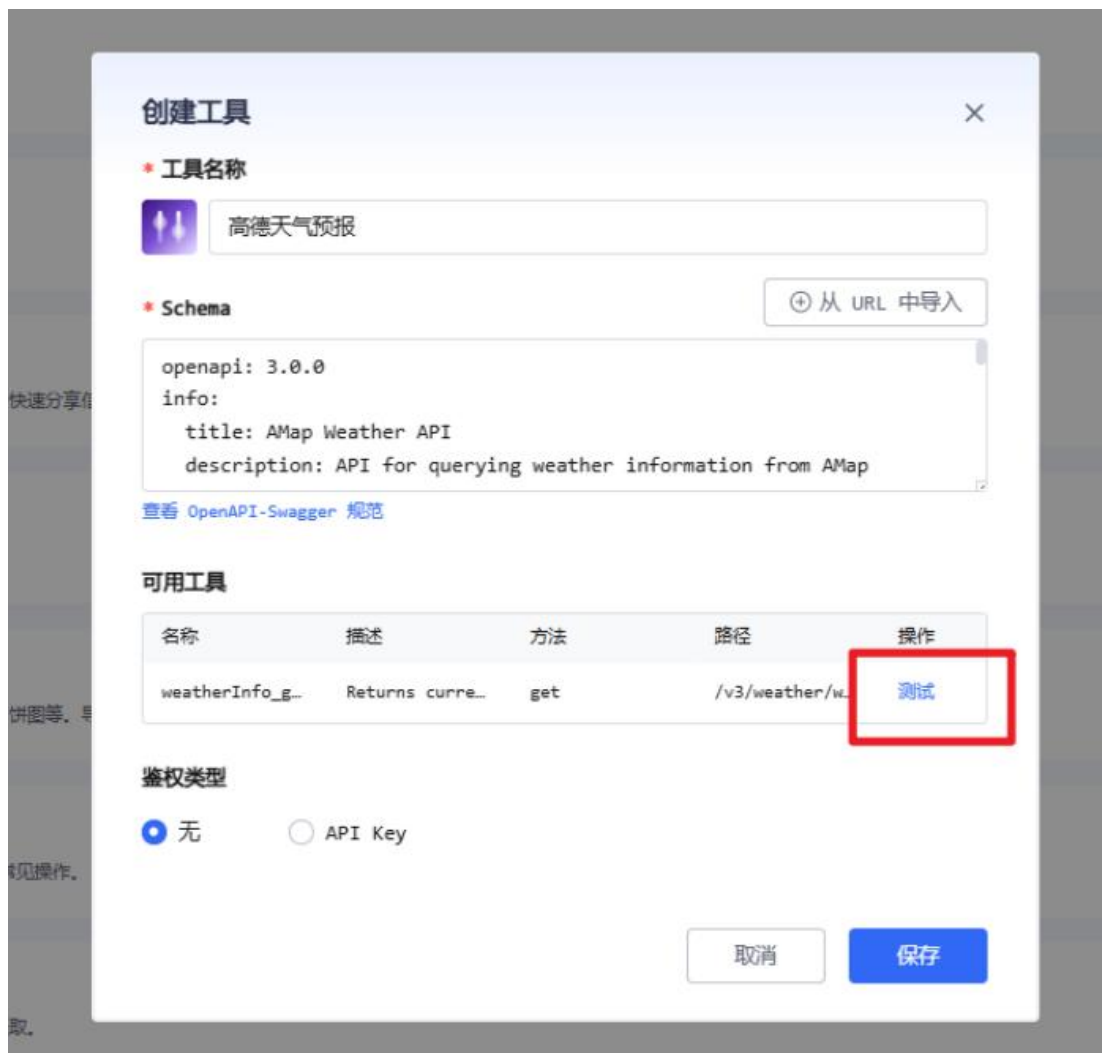 创建工具
* 工具名称
高德天气预报
* Schema
从 URL 中导入
openapi: 3.0.0
info:
title: AMap Weather API
description: API for querying weather information from AMap
查看 OpenAPI-Swagger 规范
可用工具
名称 描述 方法 路径 操作
weatherInfo_g… Returns curre… get /v3/weather/w… 测试
鉴权类型
无 API Key
取消 保存
快速分享
饼图等。
见操作。
取。